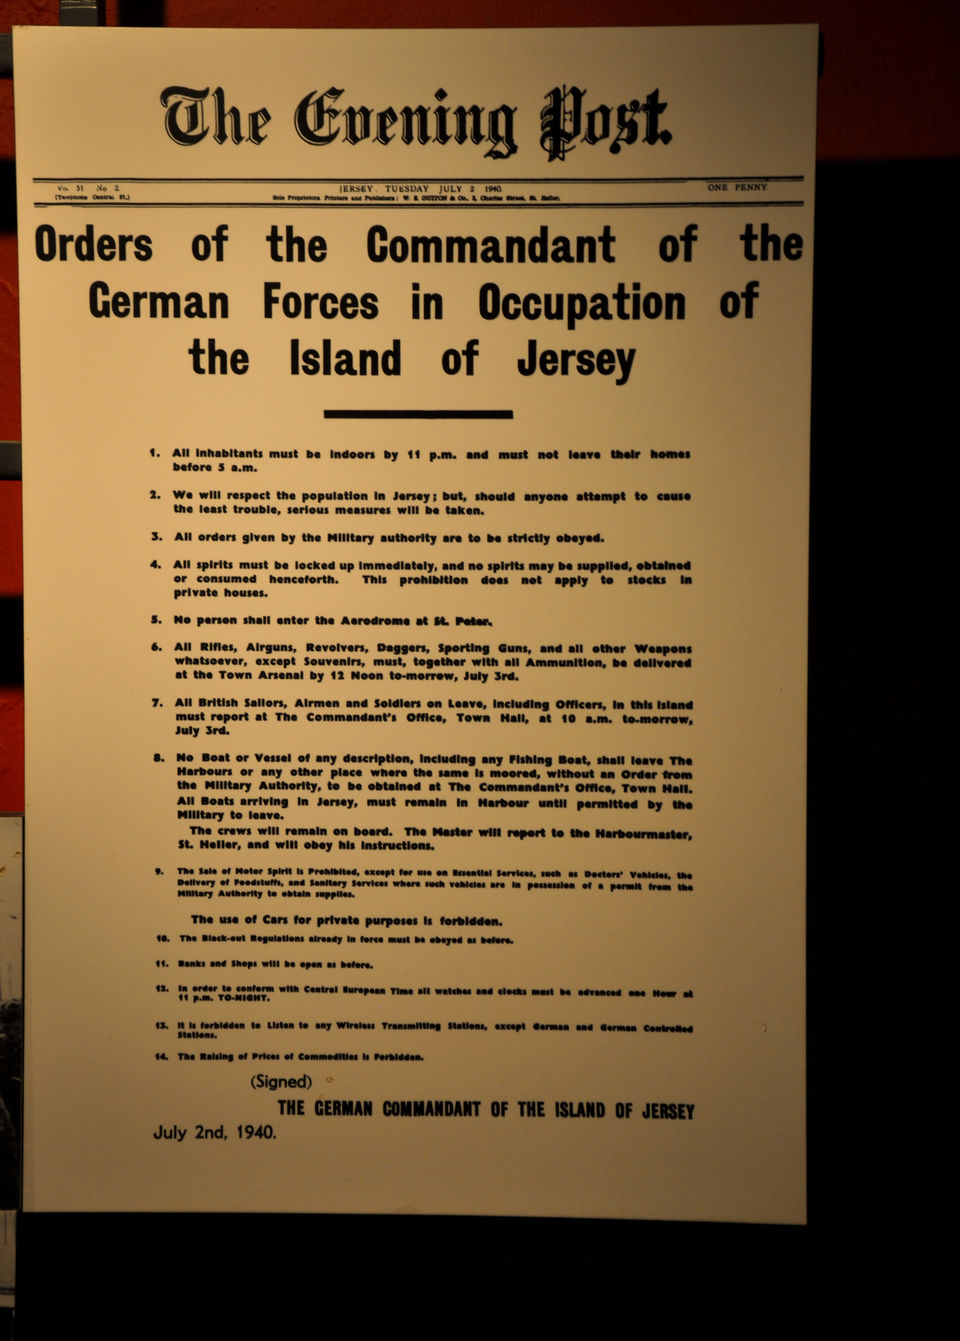 The Evening Post.
Vo. 51 No 2
(Telephone Central 21.)
JERSEY, TUESDAY JULY 2 1940
Sole Proprietors Printers and Publishers: W. E. GUITON & Co., 2, Charles Street, St. Helier.
ONE PENNY
Orders of the Commandant of the
German Forces in Occupation of
the Island of Jersey
1. All Inhabitants must be indoors by 11 p.m. and must not leave their homes
before 5 a.m.
2. We will respect the population in Jersey; but, should anyone attempt to cause
the least trouble, serious measures will be taken.
3. All orders given by the Military authority are to be strictly obeyed.
4. All spirits must be locked up immediately, and no spirits may be supplied, obtained
or consumed henceforth. This prohibition does not apply to stocks in
private houses.
5. No person shall enter the Aerodrome at St. Peter.
6. All Rifles, Airguns, Revolvers, Daggers, Sporting Guns, and all other Weapons
whatsoever, except Souvenirs, must, together with all Ammunition, be delivered
at the Town Arsenal by 12 Noon to-morrow, July 3rd.
7. All British Sailors, Airmen and Soldiers on Leave, including Officers, in this island
must report at The Commandant's Office, Town Hall, at 10 a.m. to-morrow,
July 3rd.
8. No Boat or Vessel of any description, including any Fishing Boat, shall leave The
Harbours or any other place where the same is moored, without an Order from
the Military Authority, to be obtained at The Commandant's Office, Town Hall.
All Boats arriving in Jersey, must remain in Harbour until permitted by the
Military to leave.
The crews will remain on board. The Master will report to the Harbourmaster,
St. Helier, and will obey his instructions.
9. The Sale of Motor Spirit is Prohibited, except for use on Essential Services, such as Doctors' Vehicles, the
Delivery of Foodstuffs, and Sanitary Services where such vehicles are in possession of a permit from the
Military Authority to obtain supplies.
The use of Cars for private purposes is forbidden.
10. The Black-out Regulations already in force must be obeyed as before.
11. Banks and Shops will be open as before.
12. In order to conform with Central European Time all watches and clocks must be advanced one Hour at
11 p.m. TO-NIGHT.
13. It is forbidden to Listen to any Wireless Transmitting Stations, except German and German Controlled
Stations.
14. The Raising of Prices of Commodities is Forbidden.
(Signed)
THE GERMAN COMMANDANT OF THE ISLAND OF JERSEY
July 2nd, 1940.